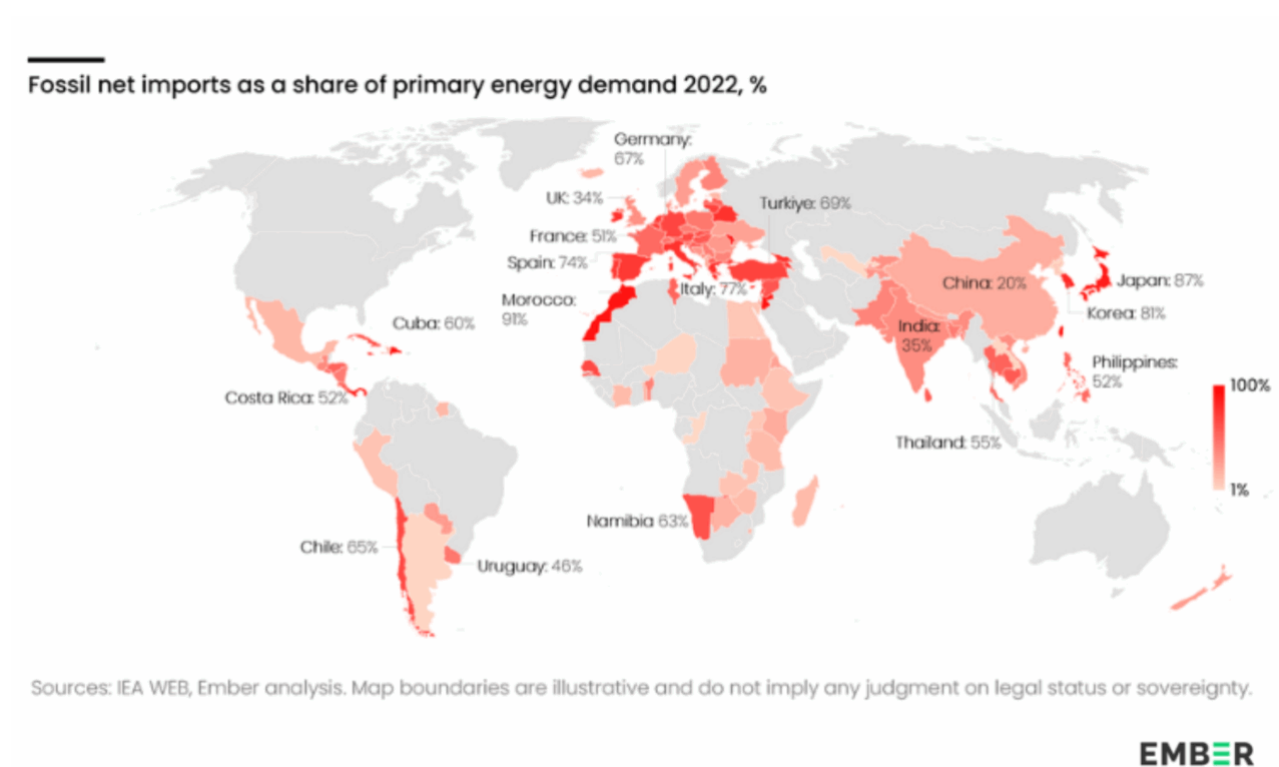 Fossil net imports as a share of primary energy demand 2022, %
Germany:
67%
UK: 34%
Turkiye: 69%
France: 51%
Spain: 74%
Italy: 77%
China: 20%
Japan: 87%
Morocco:
91%
Korea: 81%
Cuba: 60%
India:
35%
Philippines:
52%
100%
Costa Rica: 52%
Thailand: 55%
1%
Namibia 63%
Chile: 65%
Uruguay: 46%
Sources: IEA WEB, Ember analysis. Map boundaries are illustrative and do not imply any judgment on legal status or sovereignty.
EMBER